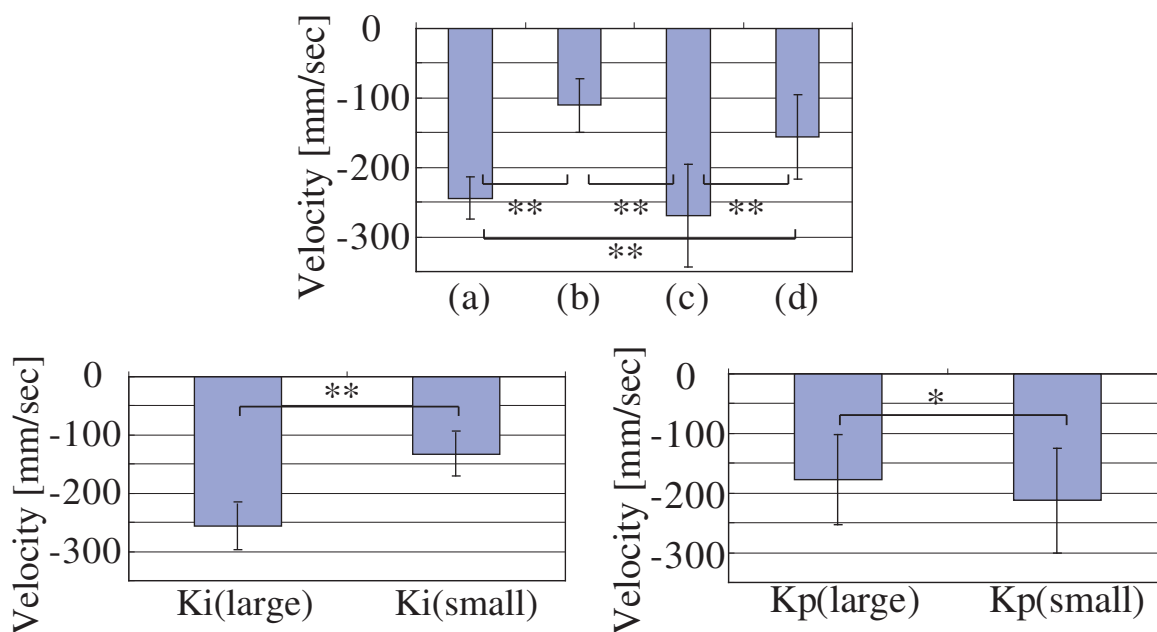 Velocity [mm/sec]
0
-100
-200
-300
**
**
**
**
(a)
(b)
(c)
(d)
Velocity [mm/sec]
0
-100
-200
-300
**
Ki(large)
Ki(small)
Velocity [mm/sec]
0
-100
-200
-300
*
Kp(large)
Kp(small)